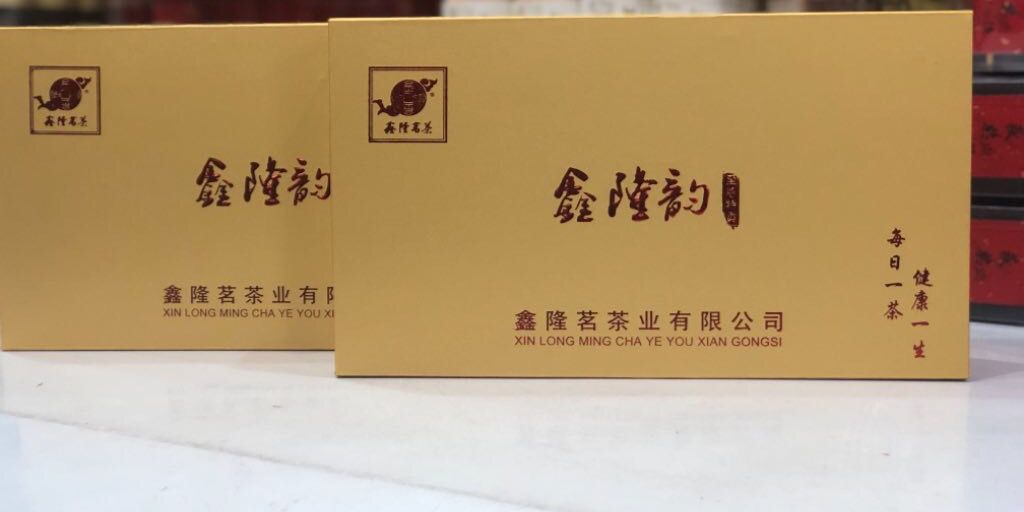 鑫隆茗茶
鑫隆韵
鑫隆茗茶业有限
XIN LONG MING CHA YE YOU XI
鑫隆茗茶
鑫隆韵
鑫隆茗茶业有限公司
XIN LONG MING CHA YE YOU XIAN GONGSI
每日一茶
健康一生